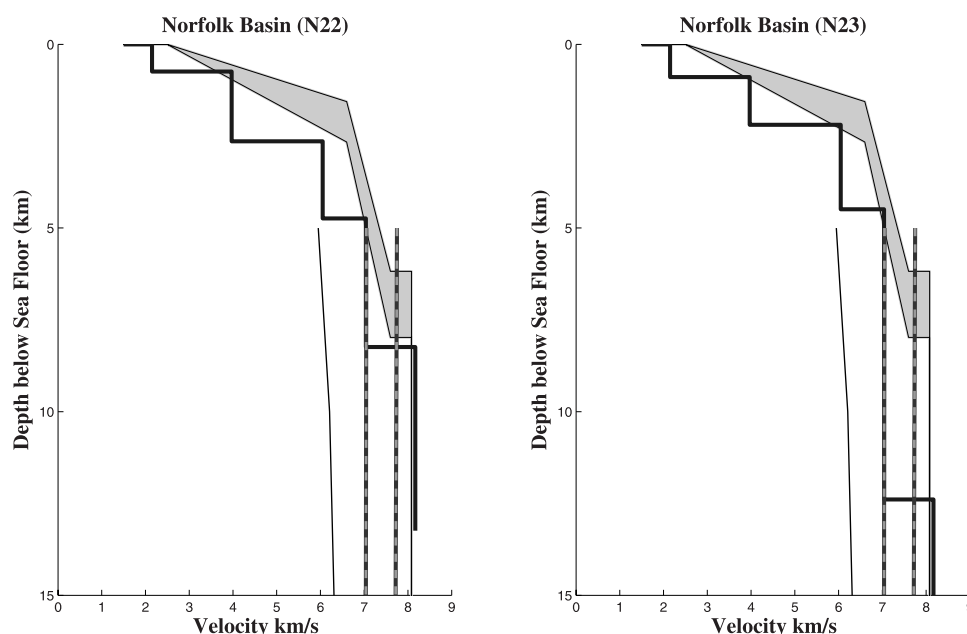 Norfolk Basin (N22)
0
5
10
15
0 1 2 3 4 5 6 7 8 9
Depth below Sea Floor (km)
Velocity km/s
Norfolk Basin (N23)
0
5
10
15
0 1 2 3 4 5 6 7 8
Depth below Sea Floor (km)
Velocity km/s